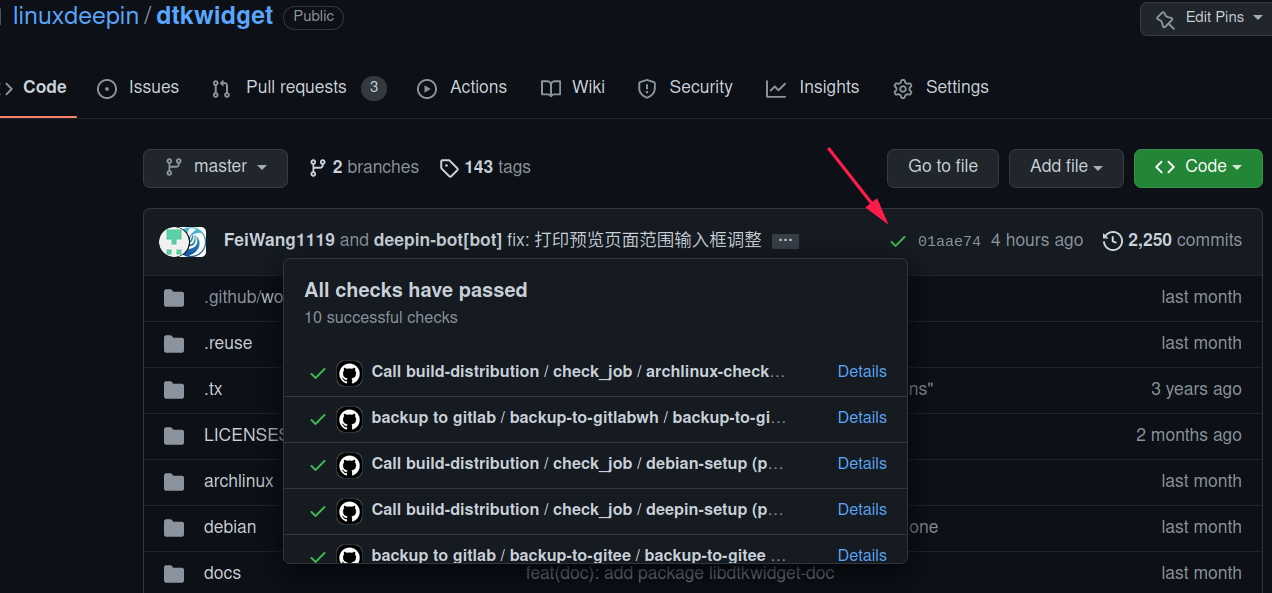 linuxdeepin / dtkwidget Public Edit Pins
Code Issues Pull requests 3 Actions Wiki Security Insights Settings
master 2 branches 143 tags Go to file Add file Code
FeiWang1119 and deepin-bot[bot] fix: 打印预览页面范围输入框调整 ... 01aae74 4 hours ago 2,250 commits
All checks have passed
10 successful checks
.github/wo last month
.reuse last month
Call build-distribution / check_job / archlinux-check... Details
.tx ns" 3 years ago
backup to gitlab / backup-to-gitlabwh / backup-to-gi... Details
LICENSES 2 months ago
Call build-distribution / check_job / debian-setup (p... Details
archlinux last month
Call build-distribution / check_job / deepin-setup (p... Details
debian one last month
backup to gitlab / backup-to-gitee / backup-to-gitee ... Details
docs feat(doc): add package libdtkwidget-doc last month